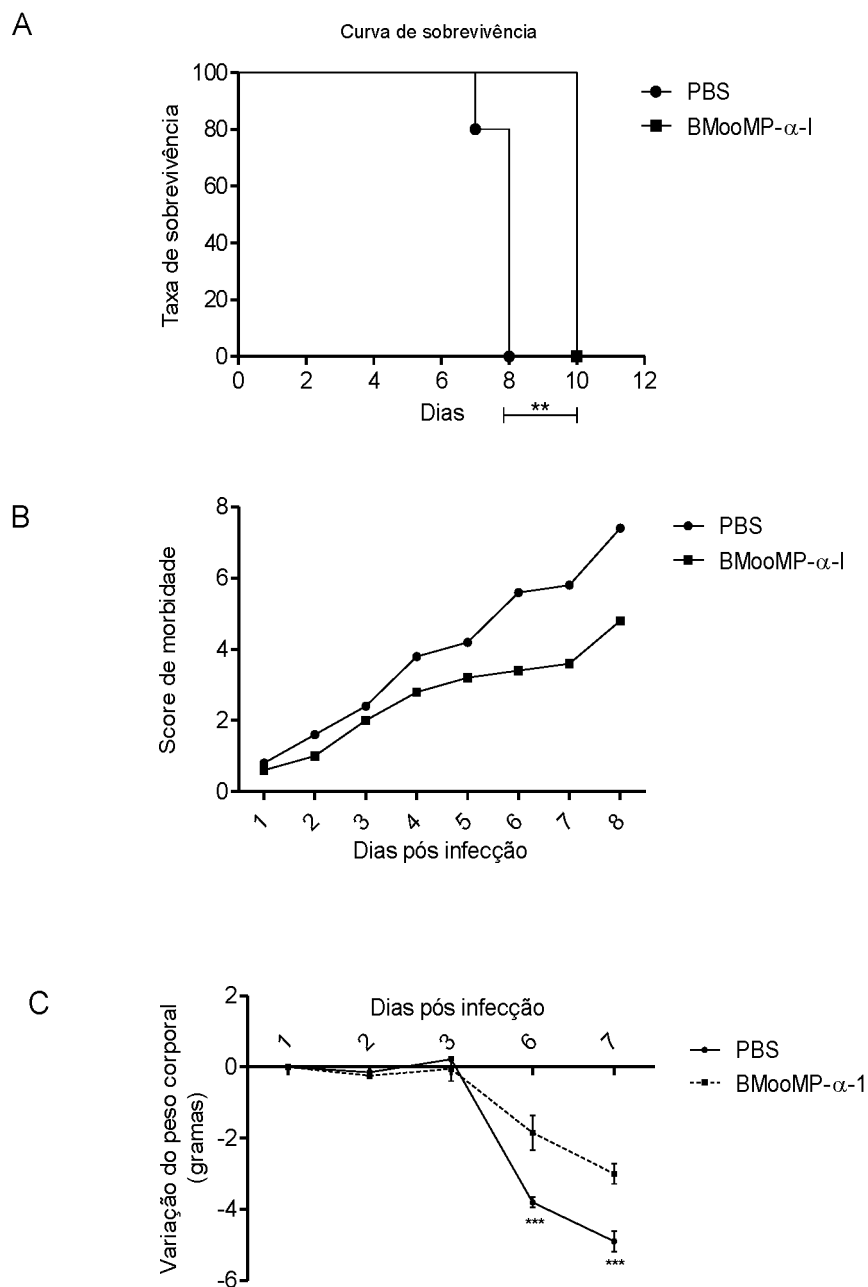 A
Curva de sobrevivência
Taxa de sobrevivência
100
80
60
40
20
0
0 2 4 6 8 10 12
Dias
**
PBS
BMooMP-α-I
B
Score de morbidade
8
6
4
2
0
1 2 3 4 5 6 7 8
Dias pós infecção
PBS
BMooMP-α-I
C
Variação do peso corporal
(gramas)
2
0
-2
-4
-6
Dias pós infecção
1 2 3 6 7
***
***
PBS
BMooMP-α-1